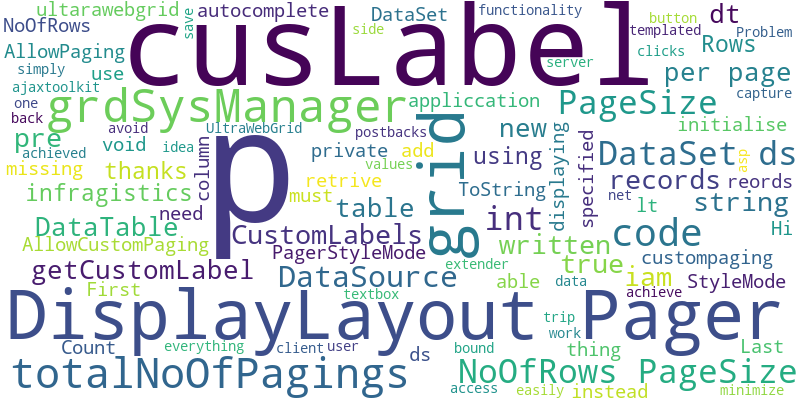 ultarawebgrid save autocomplete DataSet functionality button templated dt Problem
NoOfRows cusLabel side clicks Rows
AllowPaging server
simply use per page capture
ajaxtoolkit grdSysManager appliccation PageSize
one back avoid UltraWebGrid postbacks new initialise
pre void idea private add grid using displaying specified DataSet ds asp
achieved column p values
missing thanks retrive ToString records reords net
infragistics must table int string
need lt Hi
DataTable CustomLabels written code
AllowCustomPaging PagerStyleMode true custompaging
getCustomLabel DataSource extender able iam StyleMode
First textbox data achieve
DisplayLayout Pager
trip
Count everything client user ds bound work thing Last
totalNoOfPagings NoOfRows PageSize
access easily instead minimize